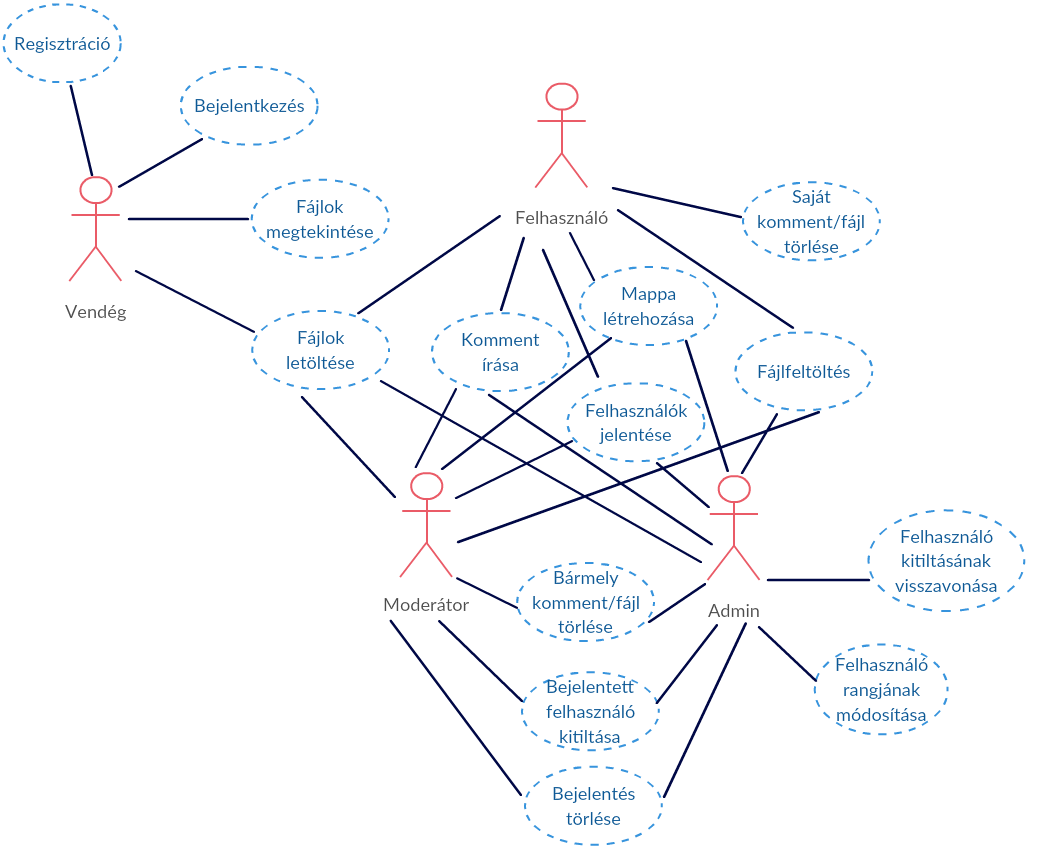 Regisztráció
Bejelentkezés
Fájlok
megtekintése
Vendég
Felhasználó
Saját
komment/fájl
törlése
Fájlok
letöltése
Komment
írása
Mappa
létrehozása
Felhasználók
jelentése
Fájlfeltöltés
Moderátor
Admin
Bármely
komment/fájl
törlése
Felhasználó
kitiltásának
visszavonása
Bejelentett
felhasználó
kitiltása
Felhasználó
rangjának
módosítása
Bejelentés
törlése